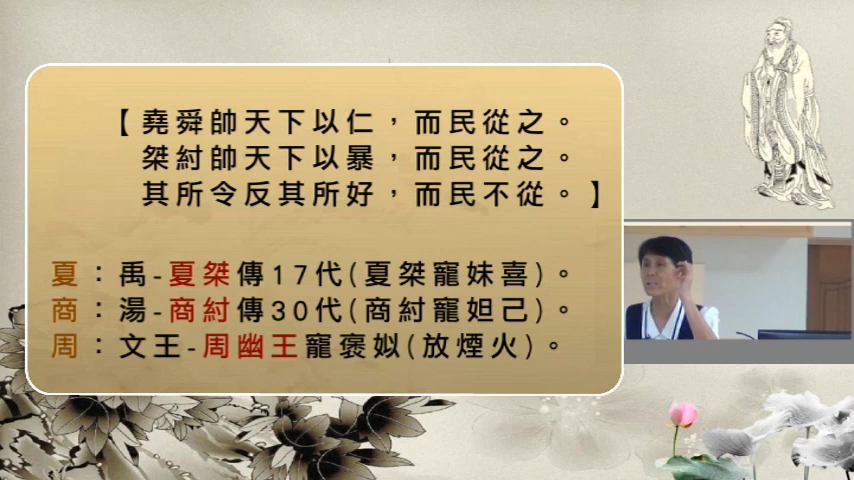 【堯舜帥天下以仁，而民從之。
桀紂帥天下以暴，而民從之。
其所令反其所好，而民不從。】
夏：禹-夏桀傳17代(夏桀寵妺喜)。
商：湯-商紂傳30代(商紂寵妲己)。
周：文王-周幽王寵褒姒(放煙火)。